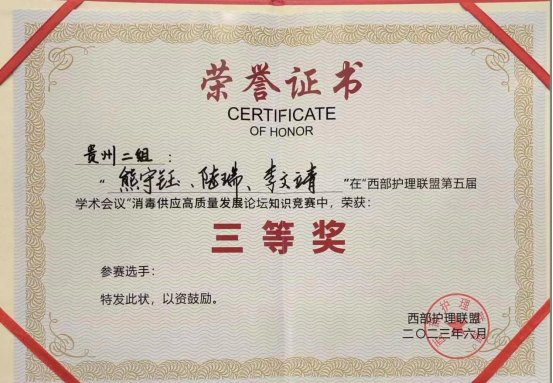 荣誉证书
CERTIFICATE
OF HONOR
贵州二组：
“熊守钰、陆瑞、李文靖”在“西部护理联盟第五届
学术会议”消毒供应高质量发展论坛知识竞赛中，荣获：
三等奖
参赛选手：
特发此状，以资鼓励。
西部护理联盟
二〇二三年六月